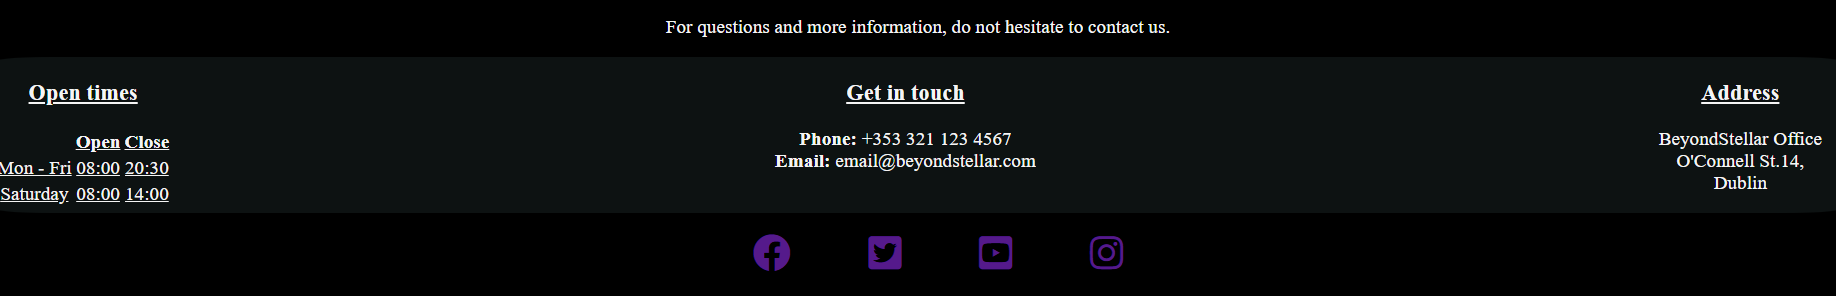 For questions and more information, do not hesitate to contact us.
Open times
Open Close
Mon - Fri 08:00 20:30
Saturday 08:00 14:00
Get in touch
Phone: +353 321 123 4567
Email: email@beyondstellar.com
Address
BeyondStellar Office
O'Connell St.14,
Dublin